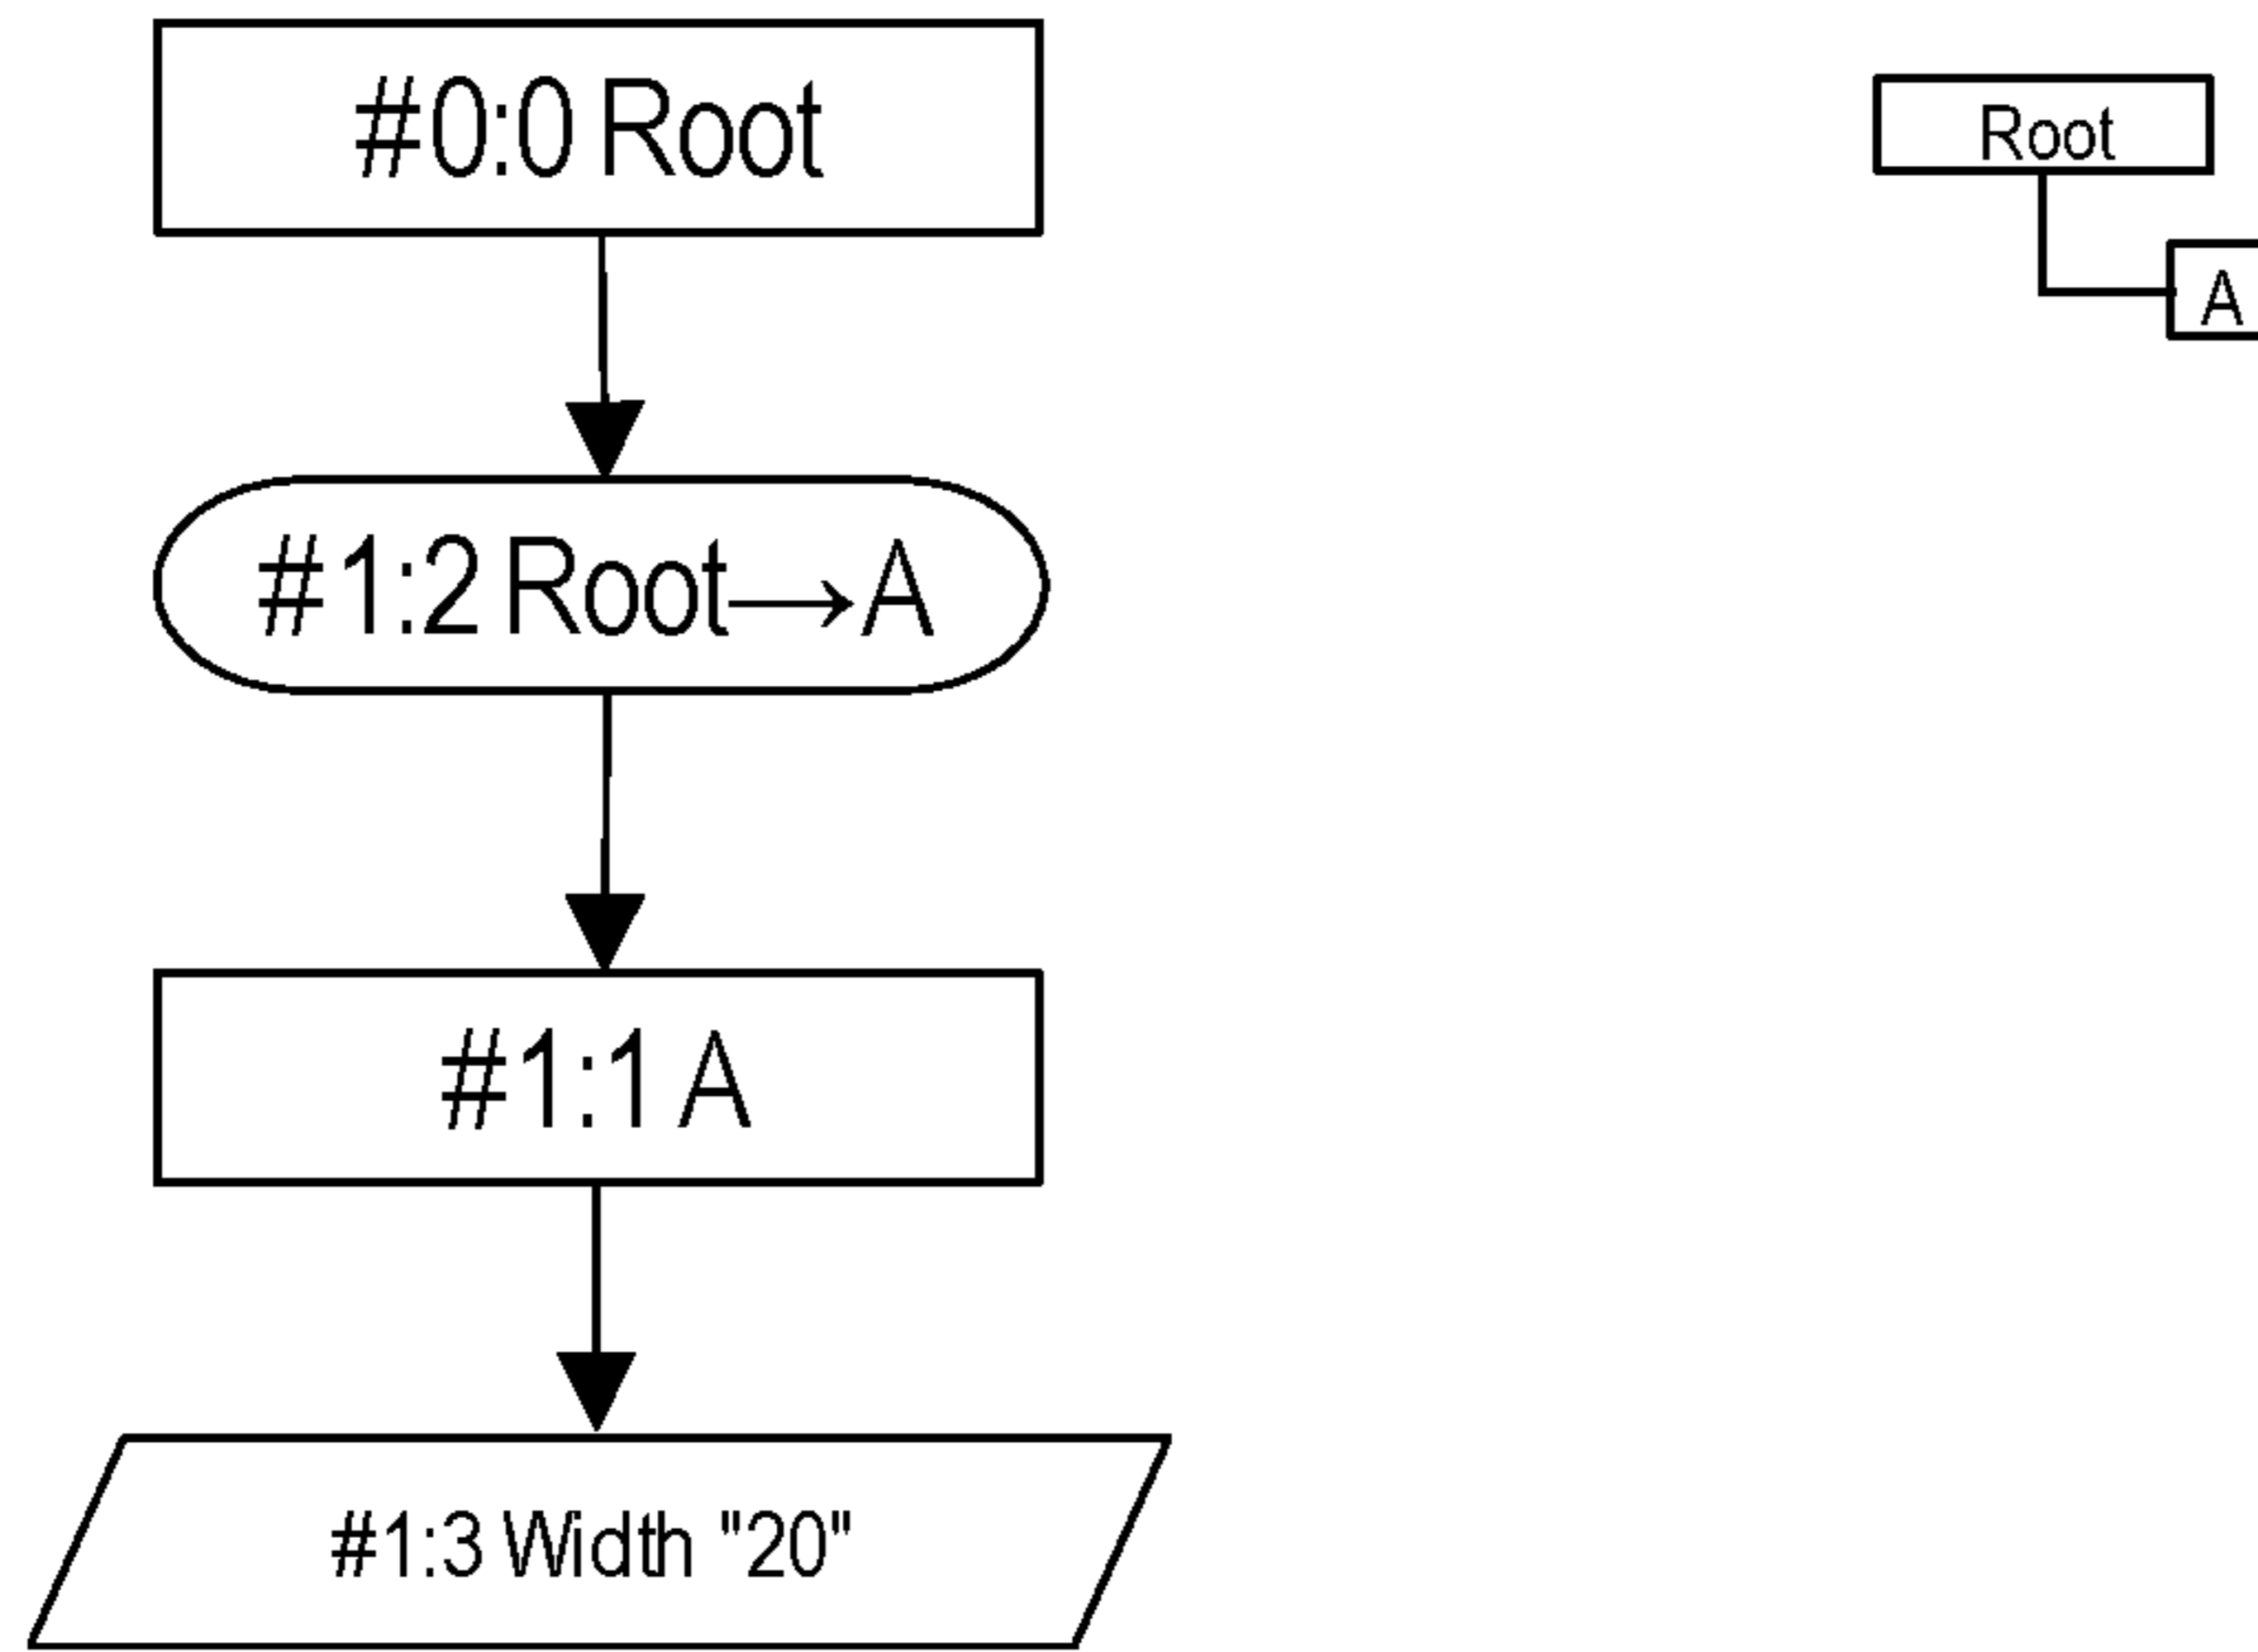 #0:0 Root
Root
A
#1:2 Root→A
#1:1 A
#1:3 Width "20"